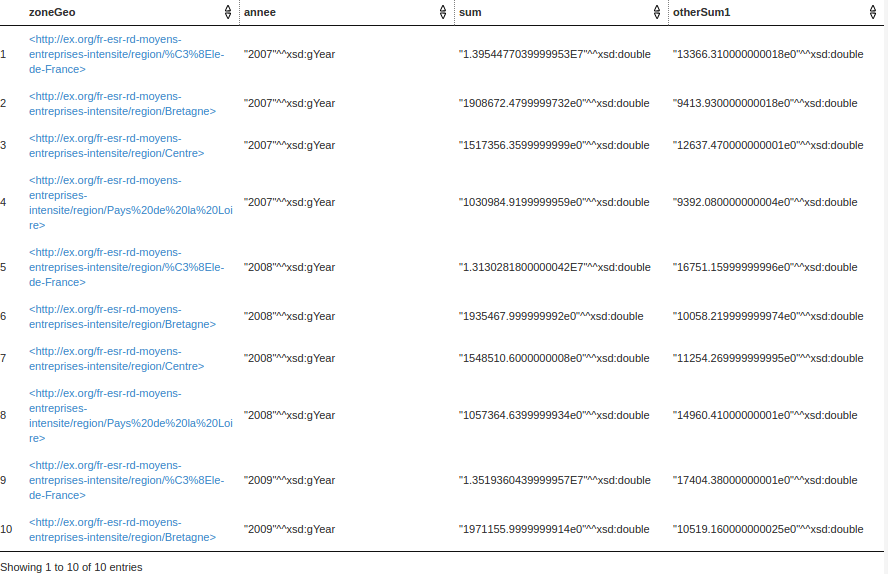 zoneGeo annee sum otherSum1
<http://ex.org/fr-esr-rd-moyens-
1 entreprises-intensite/region/%C3%8Ele- "2007"^^xsd:gYear "1.3954477039999953E7"^^xsd:double "13366.310000000018e0"^^xsd:double
de-France>
<http://ex.org/fr-esr-rd-moyens-
2 "2007"^^xsd:gYear "1908672.4799999732e0"^^xsd:double "9413.930000000018e0"^^xsd:double
entreprises-intensite/region/Bretagne>
<http://ex.org/fr-esr-rd-moyens-
3 "2007"^^xsd:gYear "1517356.3599999999e0"^^xsd:double "12637.470000000001e0"^^xsd:double
entreprises-intensite/region/Centre>
<http://ex.org/fr-esr-rd-moyens-
entreprises-
4 "2007"^^xsd:gYear "1030984.9199999959e0"^^xsd:double "9392.080000000004e0"^^xsd:double
intensite/region/Pays%20de%20la%20Loi
re>
<http://ex.org/fr-esr-rd-moyens-
5 entreprises-intensite/region/%C3%8Ele- "2008"^^xsd:gYear "1.3130281800000042E7"^^xsd:double "16751.15999999996e0"^^xsd:double
de-France>
<http://ex.org/fr-esr-rd-moyens-
6 "2008"^^xsd:gYear "1935467.999999992e0"^^xsd:double "10058.219999999974e0"^^xsd:double
entreprises-intensite/region/Bretagne>
<http://ex.org/fr-esr-rd-moyens-
7 "2008"^^xsd:gYear "1548510.6000000008e0"^^xsd:double "11254.269999999995e0"^^xsd:double
entreprises-intensite/region/Centre>
<http://ex.org/fr-esr-rd-moyens-
entreprises-
8 "2008"^^xsd:gYear "1057364.6399999934e0"^^xsd:double "14960.41000000001e0"^^xsd:double
intensite/region/Pays%20de%20la%20Loi
re>
<http://ex.org/fr-esr-rd-moyens-
9 entreprises-intensite/region/%C3%8Ele- "2009"^^xsd:gYear "1.3519360439999957E7"^^xsd:double "17404.38000000001e0"^^xsd:double
de-France>
<http://ex.org/fr-esr-rd-moyens-
10 "2009"^^xsd:gYear "1971155.9999999914e0"^^xsd:double "10519.160000000025e0"^^xsd:double
entreprises-intensite/region/Bretagne>
Showing 1 to 10 of 10 entries